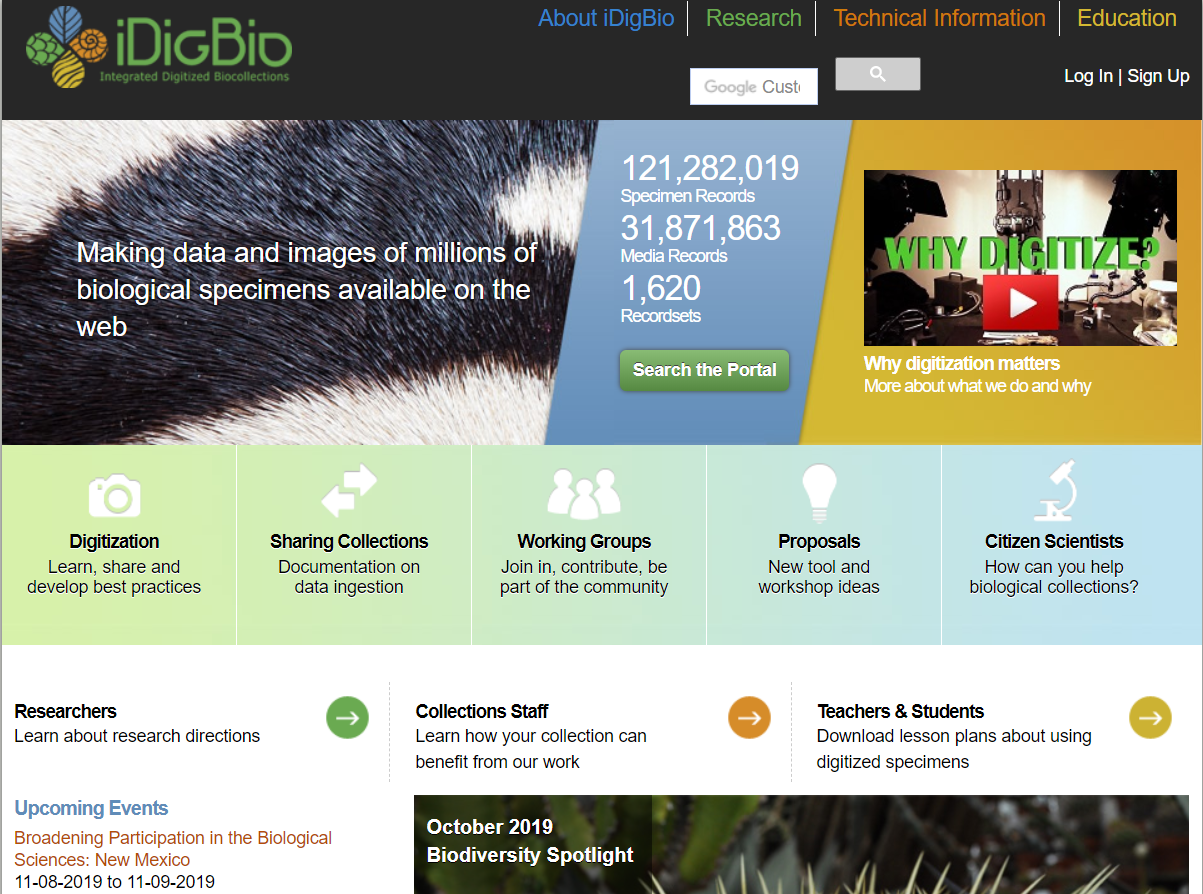 iDigBio
Integrated Digitized Biocollections
About iDigBio
Research
Technical Information
Education
Google Custo
Log In | Sign Up
Making data and images of millions of
biological specimens available on the
web
121,282,019
Specimen Records
31,871,863
Media Records
1,620
Recordsets
Search the Portal
WHY DIGITIZE?
Why digitization matters
More about what we do and why
Digitization
Learn, share and
develop best practices
Sharing Collections
Documentation on
data ingestion
Working Groups
Join in, contribute, be
part of the community
Proposals
New tool and
workshop ideas
Citizen Scientists
How can you help
biological collections?
Researchers
Learn about research directions
Collections Staff
Learn how your collection can
benefit from our work
Teachers & Students
Download lesson plans about using
digitized specimens
Upcoming Events
Broadening Participation in the Biological
Sciences: New Mexico
11-08-2019 to 11-09-2019
October 2019
Biodiversity Spotlight